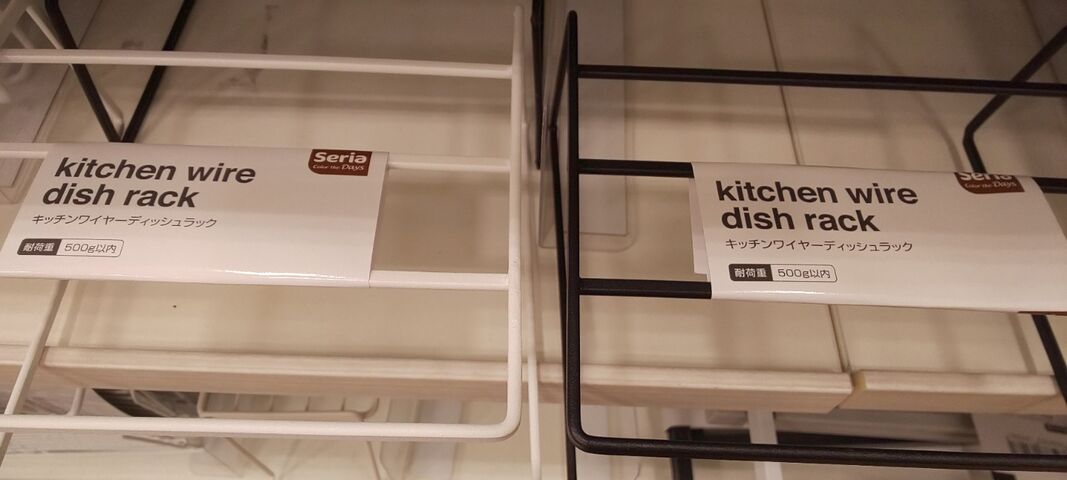 kitchen wire
dish rack
キッチンワイヤーディッシュラック
耐荷重 500g以内
Seria
Color the Days
kitchen wire
dish rack
キッチンワイヤーディッシュラック
耐荷重 500g以内
Seria
Color the Days